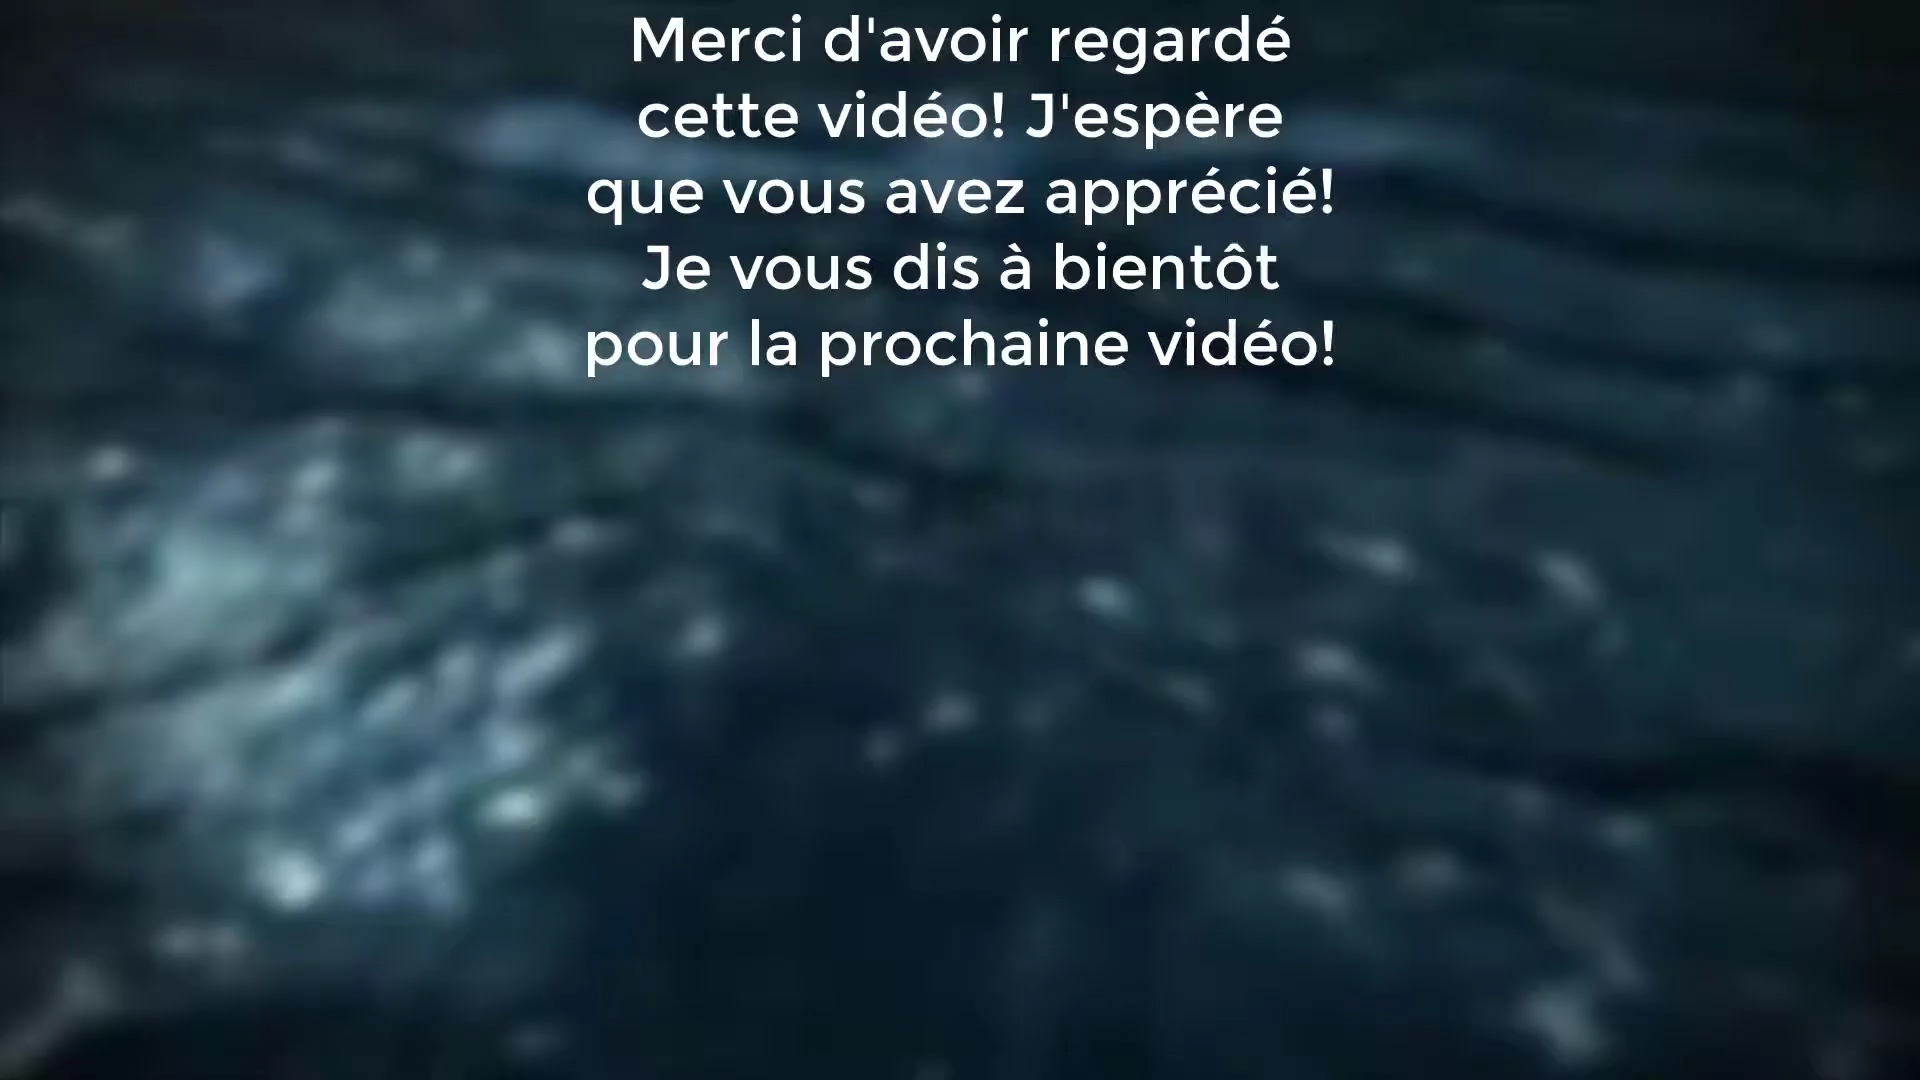 Merci d'avoir regardé
cette vidéo! J'espère
que vous avez apprécié!
Je vous dis à bientôt
pour la prochaine vidéo!